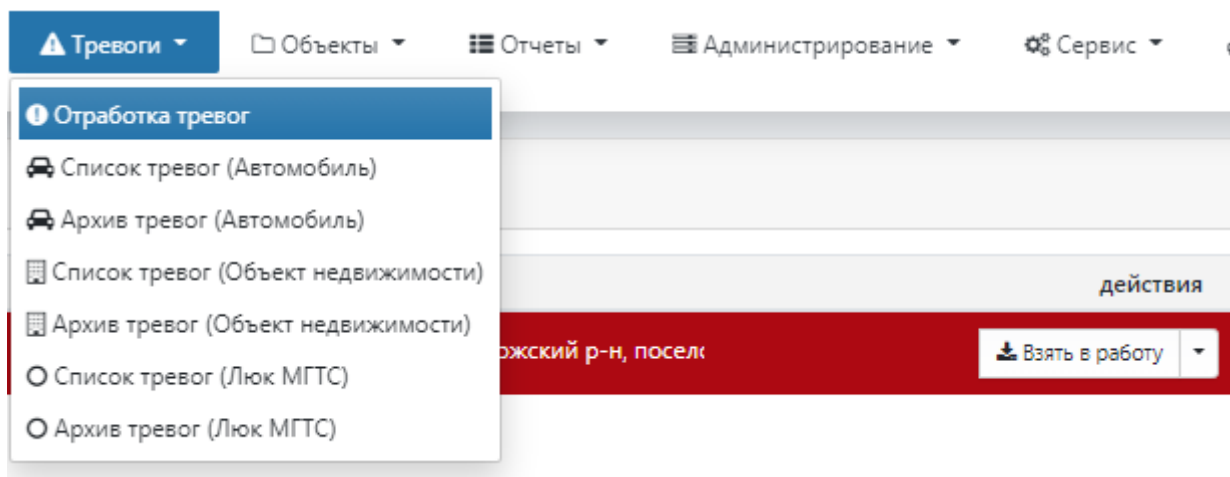 Тревоги Объекты Отчеты Администрирование Сервис
Отработка тревог
Список тревог (Автомобиль)
Архив тревог (Автомобиль)
Список тревог (Объект недвижимости)
действия
Архив тревог (Объект недвижимости)
р-н, Взять в работу
Список тревог (Люк МГТС)
Архив тревог (Люк МГТС)